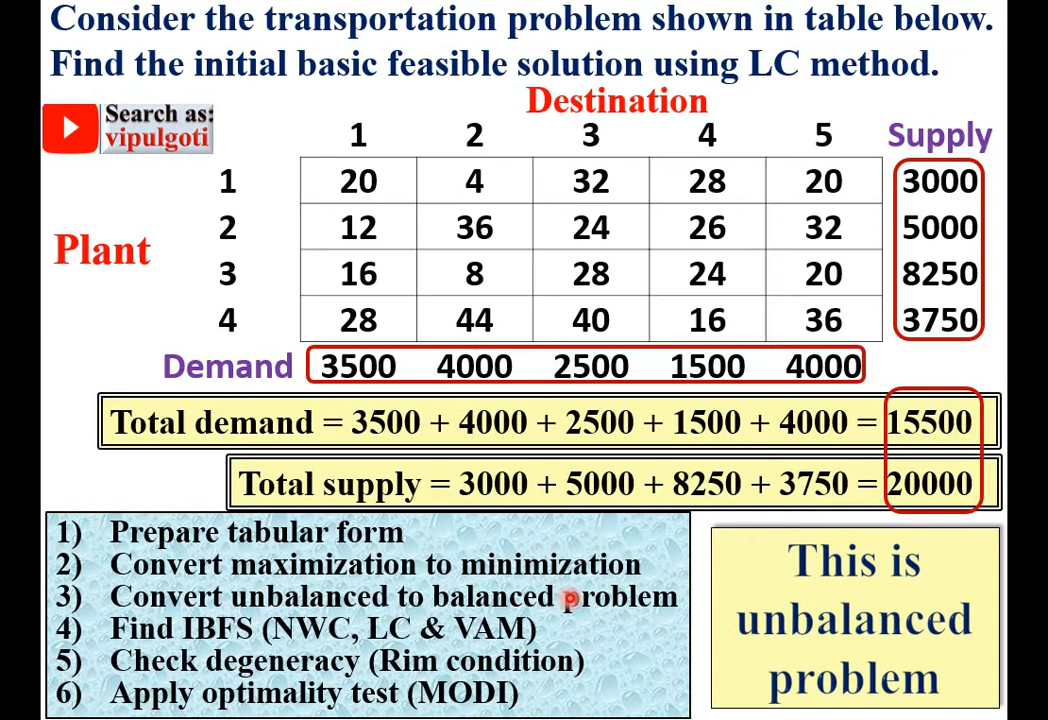 Consider the transportation problem shown in table below.
Find the initial basic feasible solution using LC method.
Search as:
vipulgoti
Destination
1 2 3 4 5 Supply
Plant
1 20 4 32 28 20 3000
2 12 36 24 26 32 5000
3 16 8 28 24 20 8250
4 28 44 40 16 36 3750
Demand 3500 4000 2500 1500 4000
Total demand = 3500 + 4000 + 2500 + 1500 + 4000 = 15500
Total supply = 3000 + 5000 + 8250 + 3750 = 20000
1) Prepare tabular form
2) Convert maximization to minimization
3) Convert unbalanced to balanced problem
4) Find IBFS (NWC, LC & VAM)
5) Check degeneracy (Rim condition)
6) Apply optimality test (MODI)
This is
unbalanced
problem